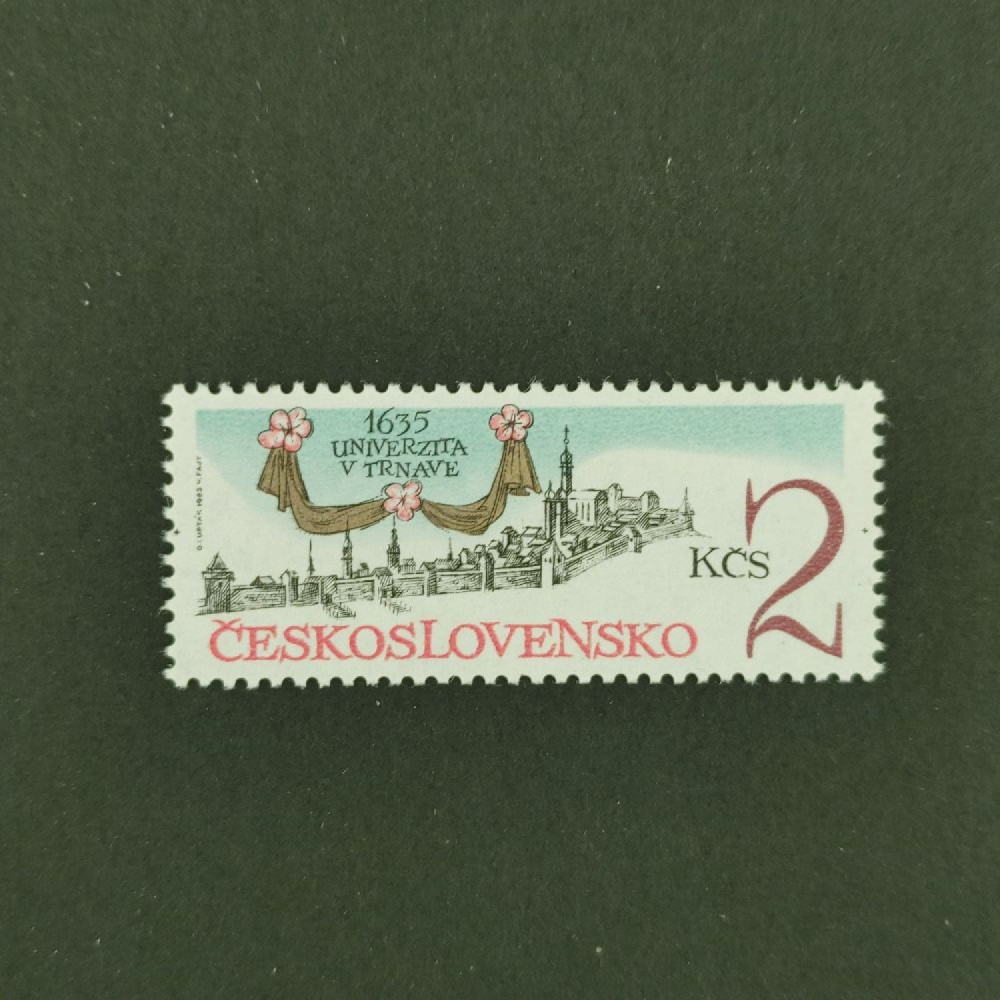 1635
UNIVERZITA
V TRNAVE
KČS
2
ČESKOSLOVENSKO